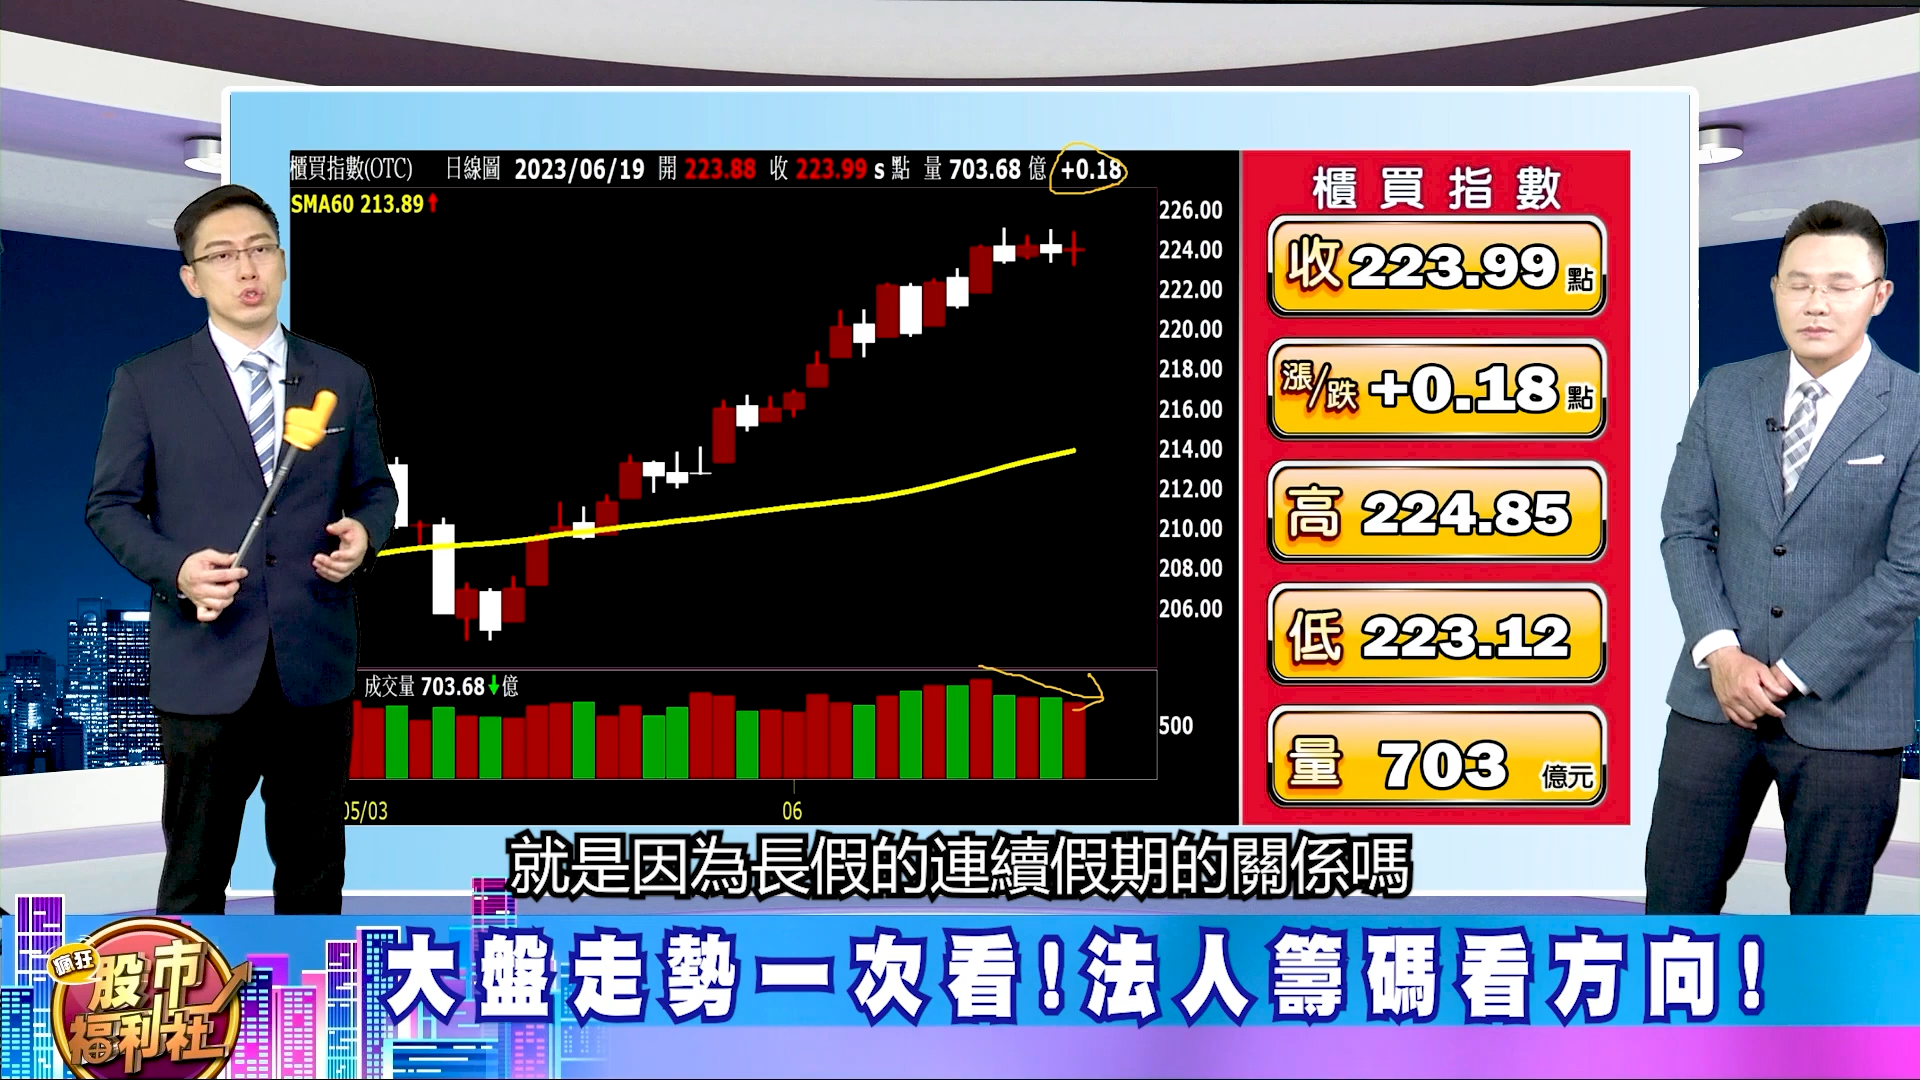 櫃買指數(OTC) 日線圖 2023/06/19 開 223.88 收 223.99 s 點 量 703.68 億 +0.18
SMA60 213.89↑
226.00
224.00
222.00
220.00
218.00
216.00
214.00
212.00
210.00
208.00
206.00
成交量 703.68↓億
500
05/03
06
櫃買指數
收 223.99 點
漲/跌 +0.18 點
高 224.85
低 223.12
量 703 億元
就是因為長假的連續假期的關係嗎
瘋狂
股市
福利社
大盤走勢一次看!法人籌碼看方向!